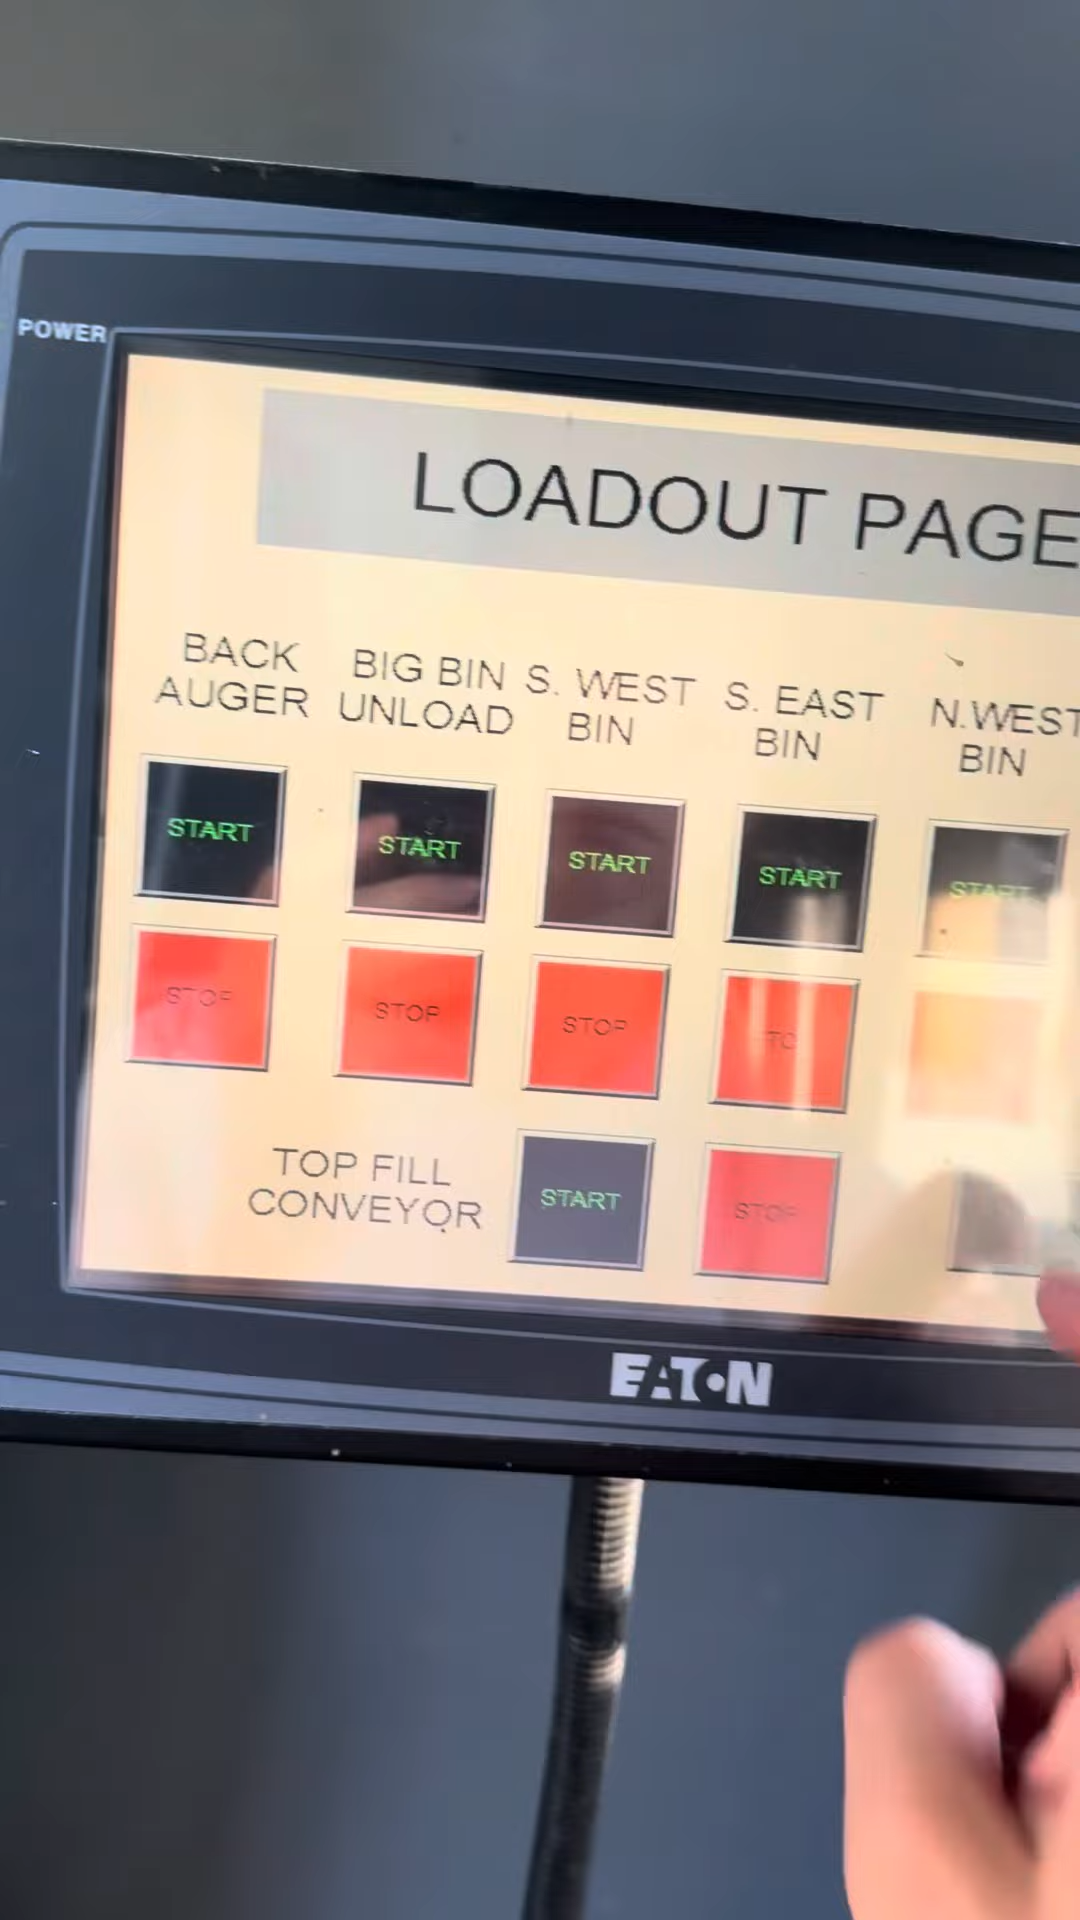 POWER
LOADOUT PAGE
BACK
AUGER
BIG BIN
UNLOAD
S. WEST
BIN
S. EAST
BIN
N.WEST
BIN
START
START
START
START
START
STOP
STOP
STOP
TOP FILL
CONVEYOR
START
STOP
EATON